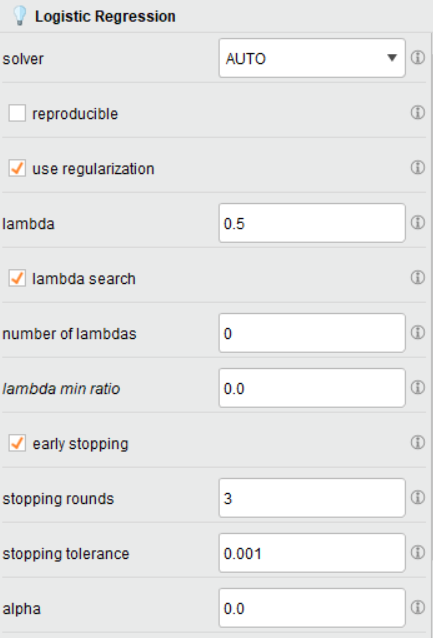 Logistic Regression
solver AUTO
reproducible
use regularization
lambda 0.5
lambda search
number of lambdas 0
lambda min ratio 0.0
early stopping
stopping rounds 3
stopping tolerance 0.001
alpha 0.0